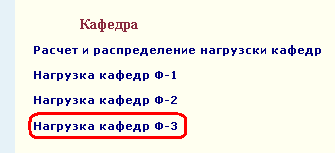 Кафедра
Расчет и распределение нагрузски кафедр
Нагрузка кафедр Ф-1
Нагрузка кафедр Ф-2
Нагрузка кафедр Ф-3